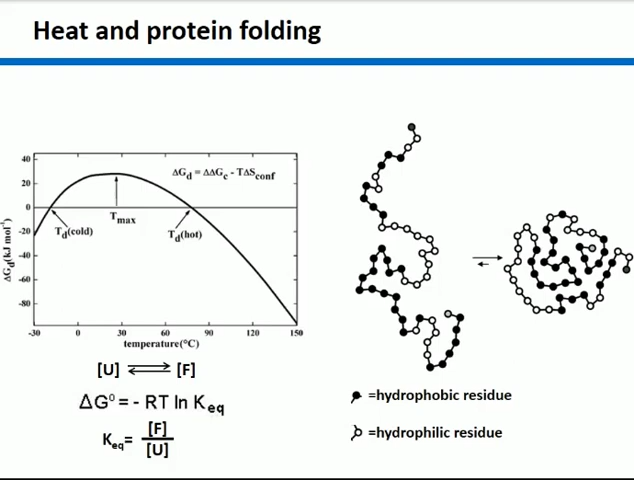 Heat and protein folding
40
20
0
-20
-40
-60
-80
ΔG_d(kJ mol⁻¹)
ΔG_d = ΔΔG_c - TΔS_conf
T_d(cold)
T_max
T_d(hot)
-30 0 30 60 90 120 150
temperature(°C)
[U] ⇌ [F]
ΔG° = - RT ln K_eq
K_eq= [F]
[U]
=hydrophobic residue
=hydrophilic residue